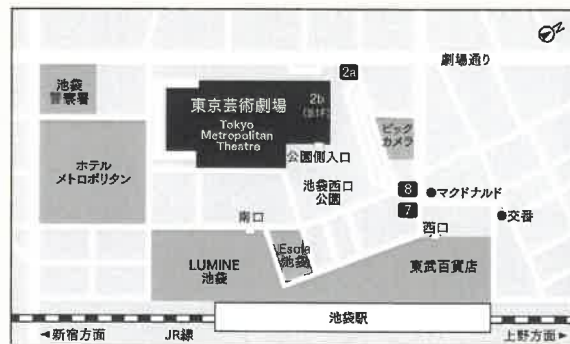 N
劇場通り
2a
池袋
警察署
東京芸術劇場
Tokyo
Metropolitan
Theatre
2b
公園側入口
ビック
カメラ
ホテル
メトロポリタン
池袋西口
公園
8
マクドナルド
7
交番
南口
西口
LUMINE
池袋
Esola
池袋
東武百貨店
池袋駅
◄新宿方面
JR線
上野方面►